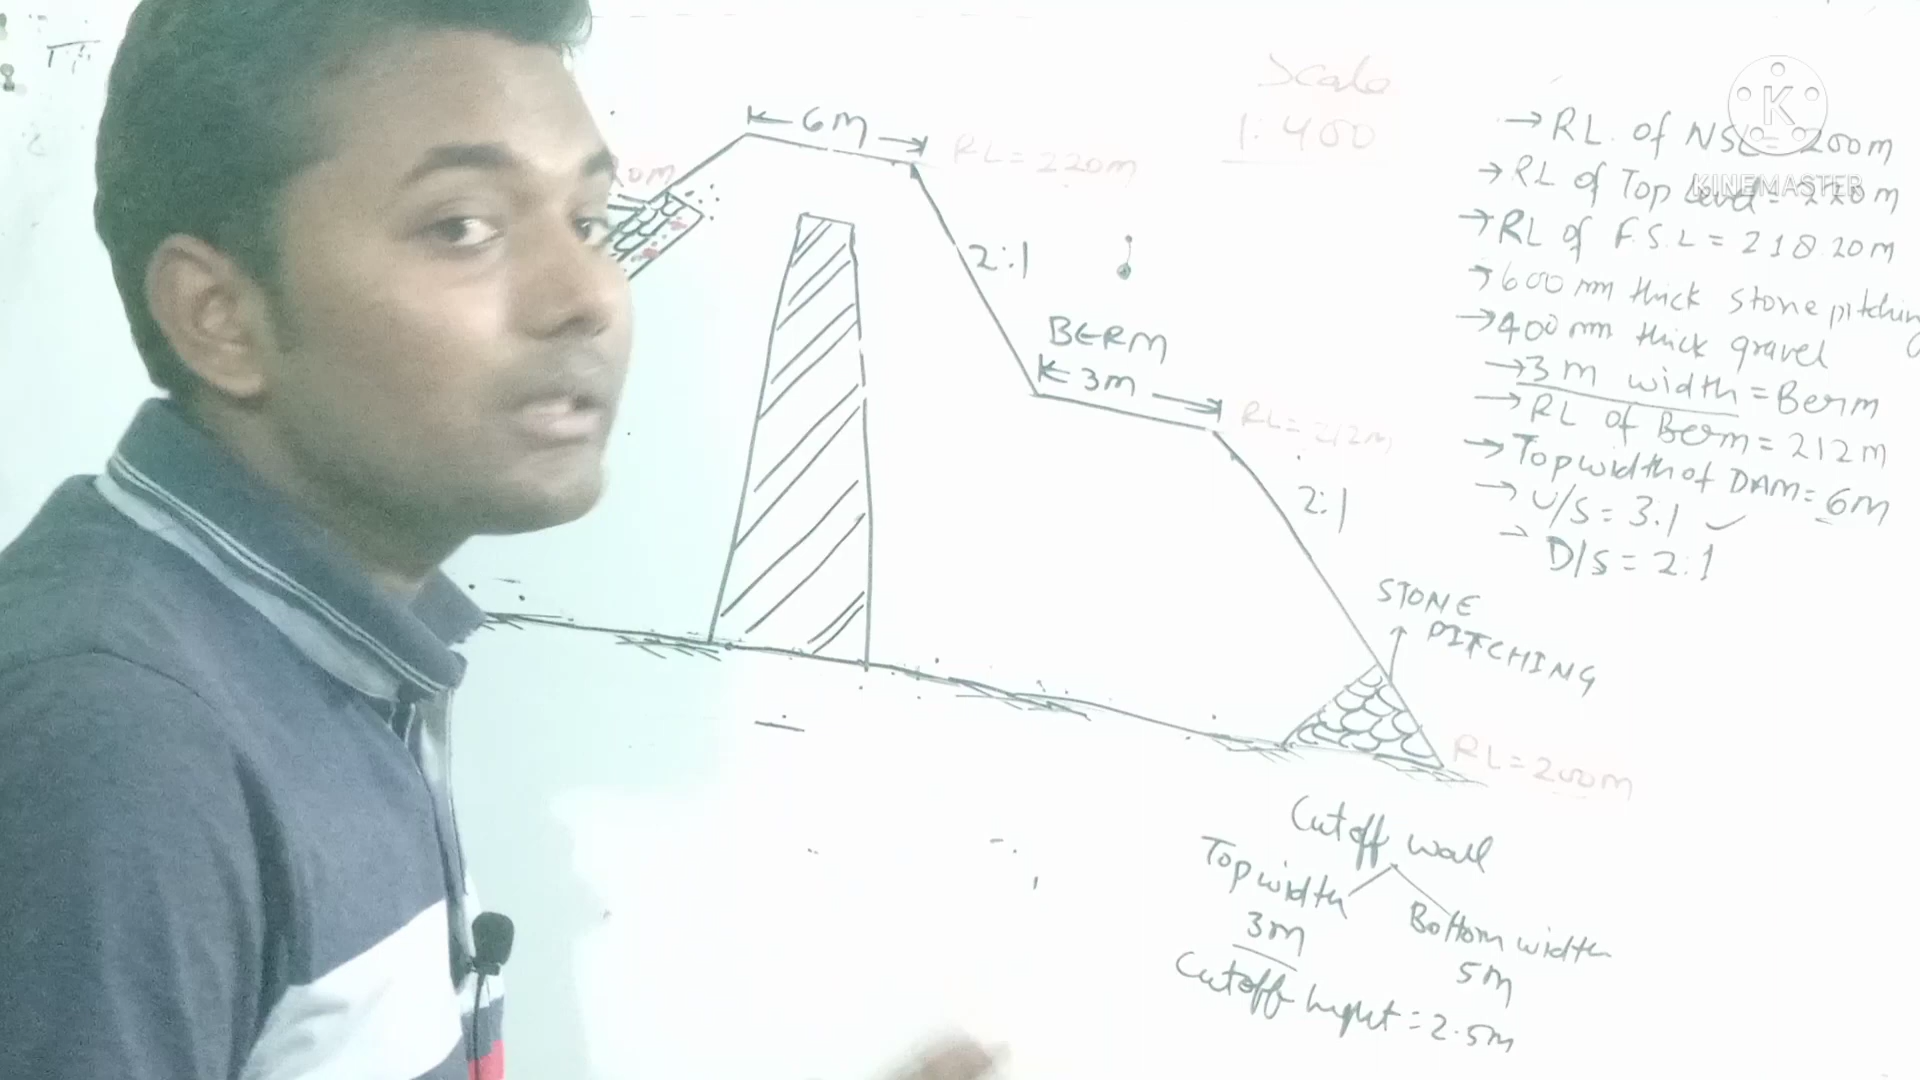 Scale
1:400
6M
RL=220m
2:1
BERM
3m
RL=212m
2:1
STONE
PITCHING
RL=200m
Cutoff wall
Top width
3m
Bottom width
5m
Cutoff height = 2.5m
→ RL. of NSL= 200m
→ RL of Top Level= 220m
→ RL of F.S.L = 218.20m
→ 600 mm thick stone pitching
→ 400 mm thick gravel
→ 3 m width = Berm
→ RL of Berm = 212m
→ Top width of DAM= 6m
→ U/S = 3:1 ✓
→ D/S = 2:1
KINEMASTER
K